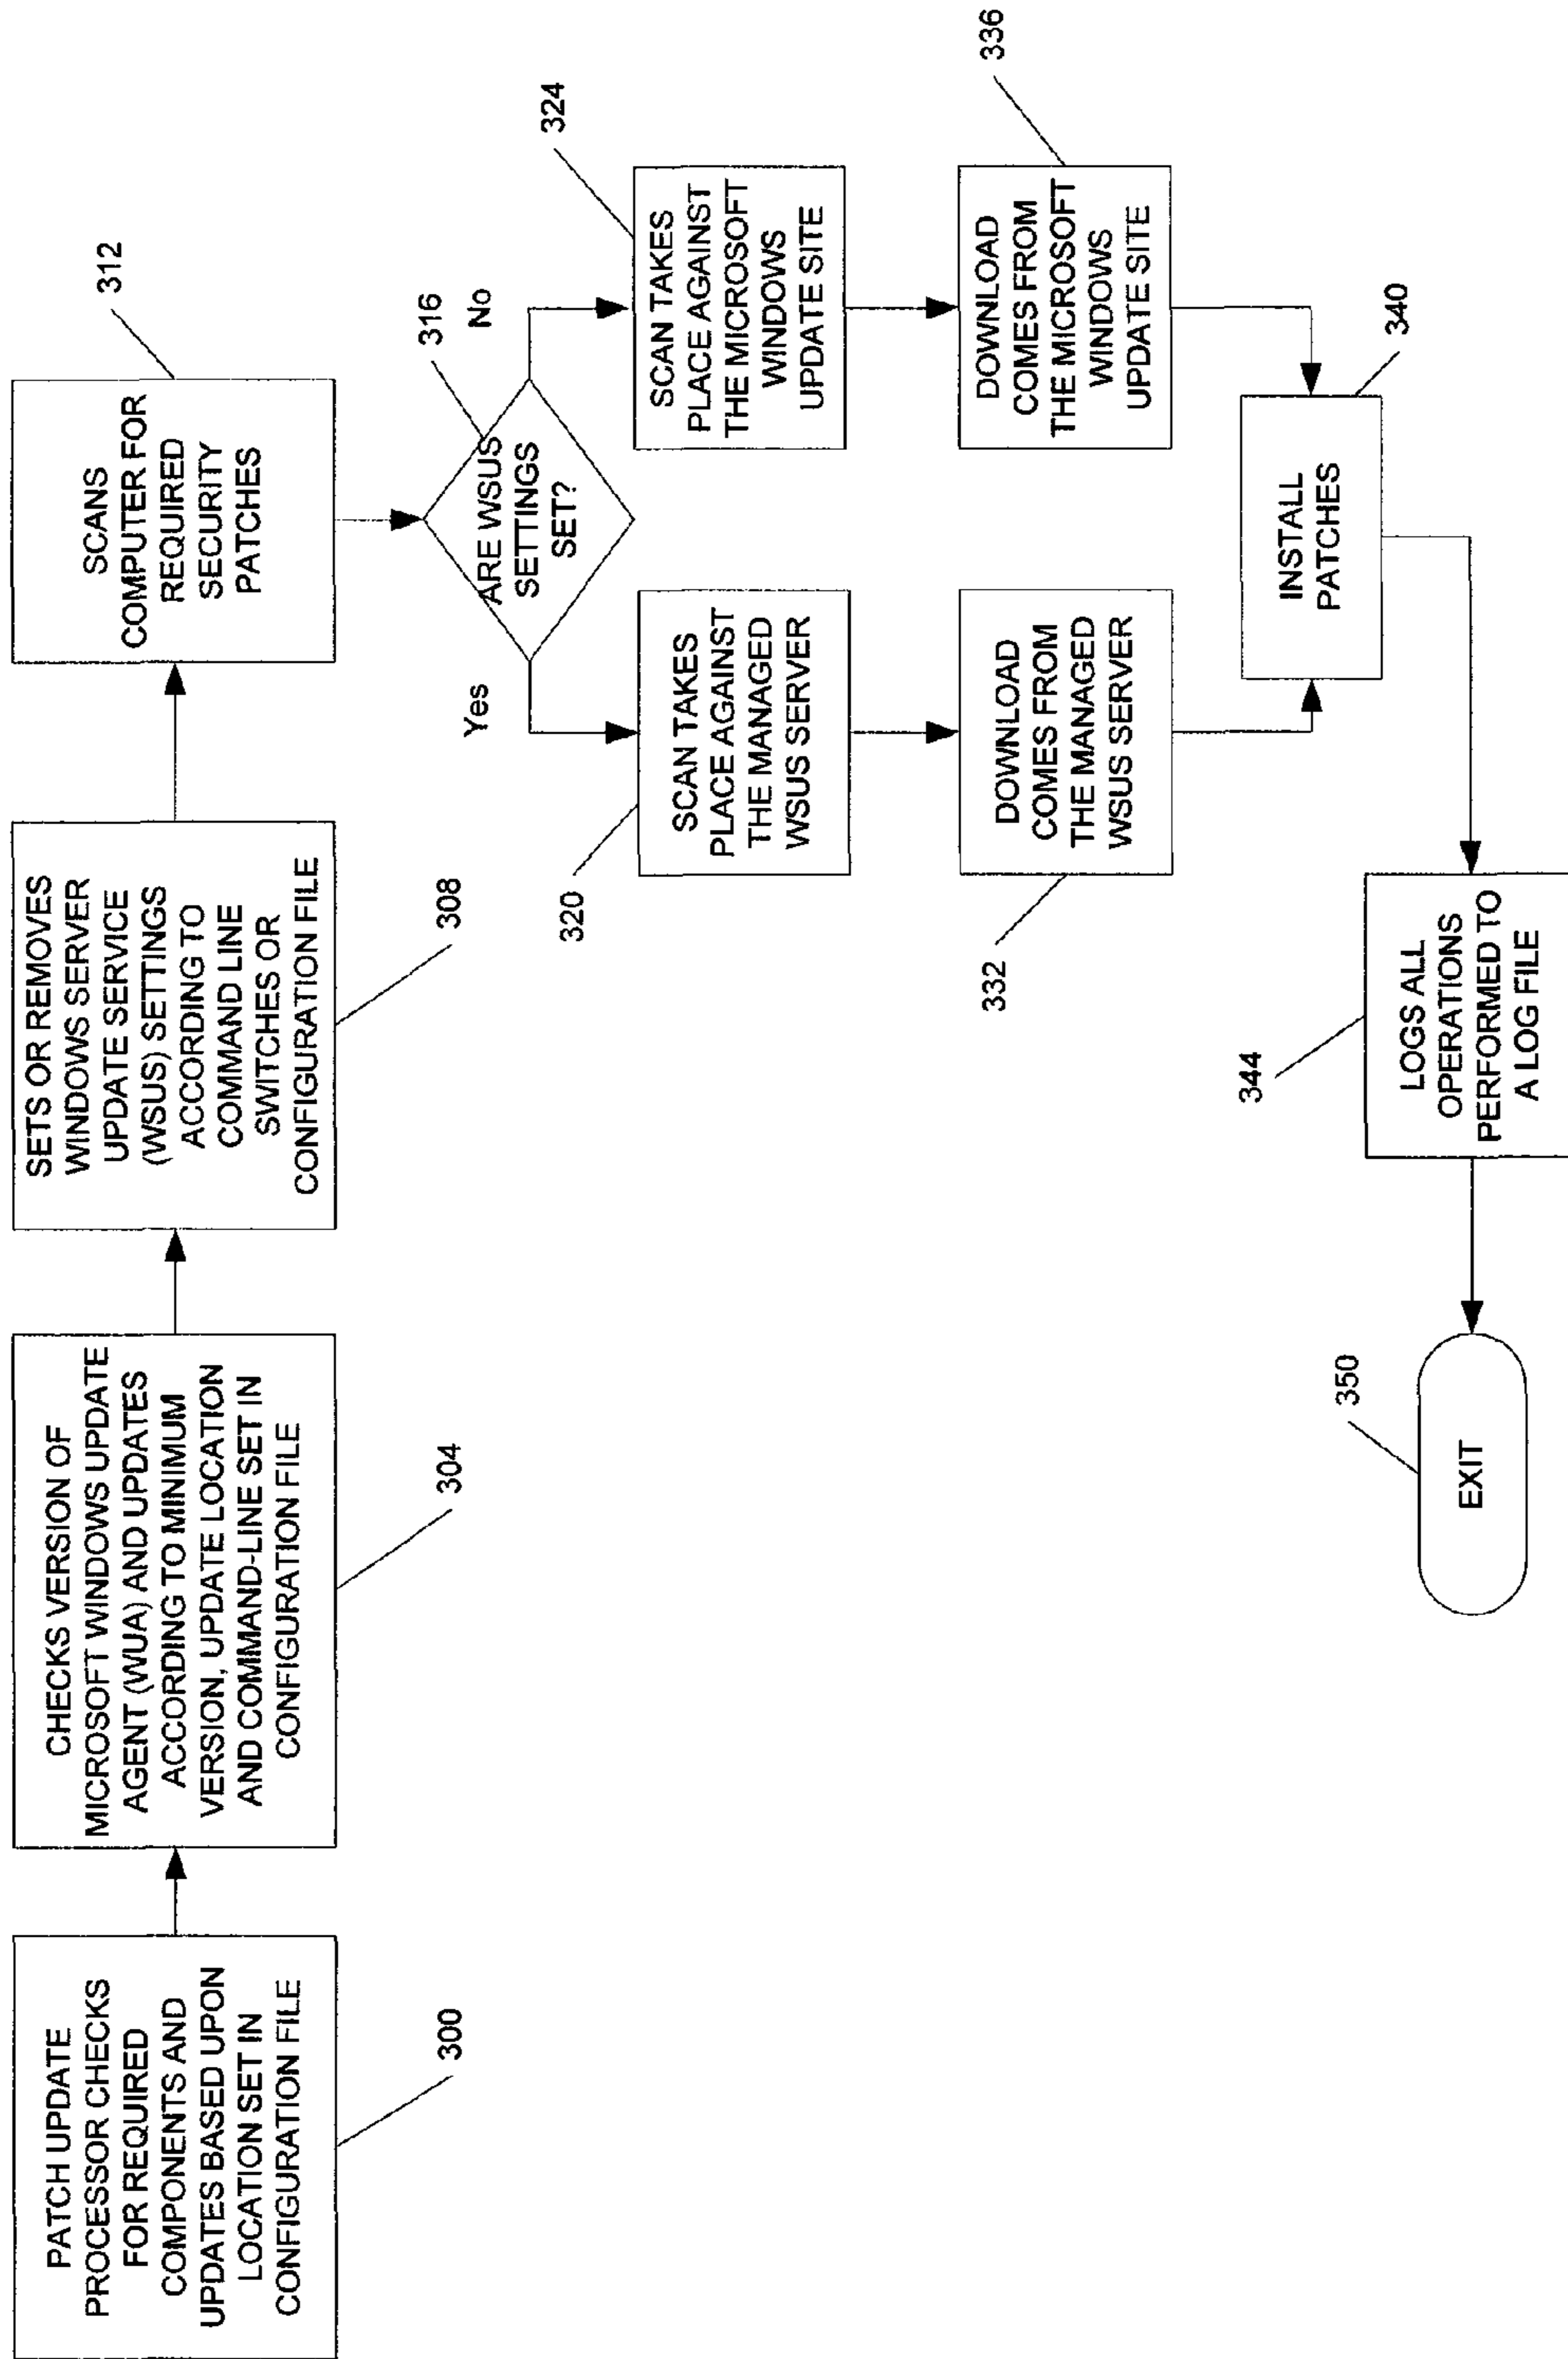 PATCH UPDATE
PROCESSOR CHECKS
FOR REQUIRED
COMPONENTS AND
UPDATES BASED UPON
LOCATION SET IN
CONFIGURATION FILE
300
CHECKS VERSION OF
MICROSOFT WINDOWS UPDATE
AGENT (WUA) AND UPDATES
ACCORDING TO MINIMUM
VERSION, UPDATE LOCATION
AND COMMAND-LINE SET IN
CONFIGURATION FILE
304
SETS OR REMOVES
WINDOWS SERVER
UPDATE SERVICE
(WSUS) SETTINGS
ACCORDING TO
COMMAND LINE
SWITCHES OR
CONFIGURATION FILE
308
SCANS
COMPUTER FOR
REQUIRED
SECURITY
PATCHES
312
ARE WSUS
SETTINGS
SET?
316
Yes
No
SCAN TAKES
PLACE AGAINST
THE MANAGED
WSUS SERVER
320
SCAN TAKES
PLACE AGAINST
THE MICROSOFT
WINDOWS
UPDATE SITE
324
DOWNLOAD
COMES FROM
THE MANAGED
WSUS SERVER
332
DOWNLOAD
COMES FROM
THE MICROSOFT
WINDOWS
UPDATE SITE
336
INSTALL
PATCHES
340
LOGS ALL
OPERATIONS
PERFORMED TO
A LOG FILE
344
EXIT
350